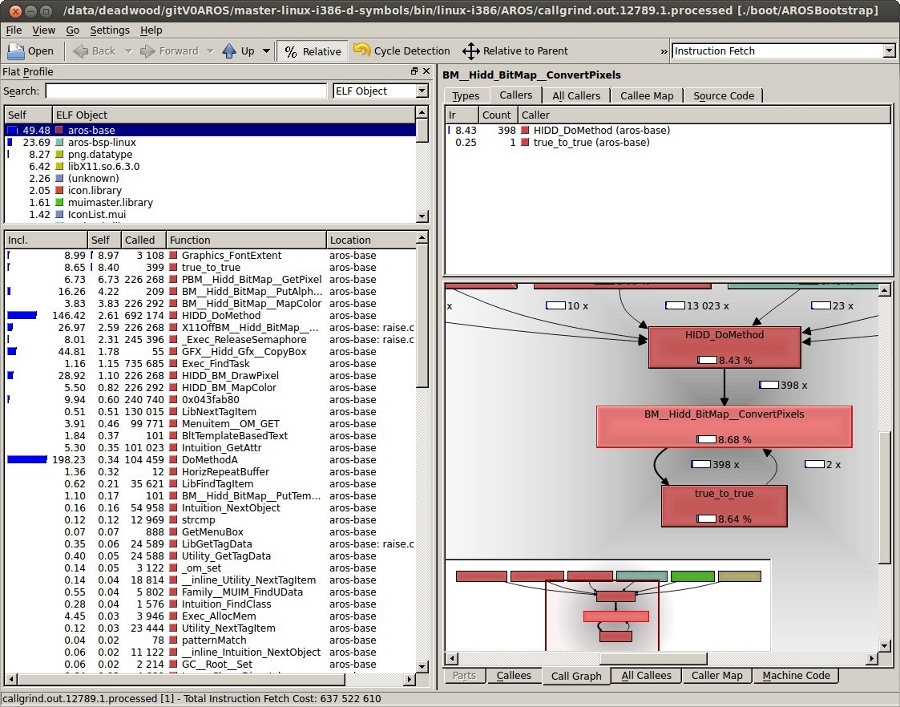 /data/deadwood/gitV0AROS/master-linux-i386-d-symbols/bin/linux-i386/AROS/callgrind.out.12789.1.processed [./boot/AROSBootstrap]
File View Go Settings Help
Open Back Forward Up % Relative Cycle Detection Relative to Parent » Instruction Fetch
Flat Profile
Search: ELF Object
Self ELF Object
49.48 aros-base
23.69 aros-bsp-linux
8.27 png.datatype
6.42 libX11.so.6.3.0
2.26 (unknown)
2.05 icon.library
1.61 muimaster.library
1.42 IconList.mui
Incl. Self Called Function Location
8.99 8.97 3 108 Graphics_FontExtent aros-base
8.65 8.40 399 true_to_true aros-base
6.73 6.73 226 268 PBM__Hidd_BitMap__GetPixel aros-base
16.26 4.22 209 BM__Hidd_BitMap__PutAlph... aros-base
3.83 3.83 226 292 BM__Hidd_BitMap__MapColor aros-base
146.42 2.61 692 174 HIDD_DoMethod aros-base
26.97 2.59 226 268 X11OffBM__Hidd_BitMap__... aros-base: raise.c
8.01 2.31 245 396 _Exec_ReleaseSemaphore aros-base: raise.c
44.81 1.78 55 GFX__Hidd_Gfx__CopyBox aros-base
1.16 1.15 735 685 Exec_FindTask aros-base
28.92 1.10 226 268 HIDD_BM_DrawPixel aros-base
5.50 0.82 226 292 HIDD_BM_MapColor aros-base
9.94 0.60 240 740 0x043fab80 aros-base
0.51 0.51 130 015 LibNextTagItem aros-base
3.91 0.46 99 771 Menuitem__OM_GET aros-base
1.84 0.37 101 BltTemplateBasedText aros-base
5.30 0.35 101 023 Intuition_GetAttr aros-base
198.23 0.34 104 459 DoMethodA aros-base
1.36 0.32 12 HorizRepeatBuffer aros-base
0.62 0.21 35 621 LibFindTagItem aros-base
1.10 0.17 101 BM__Hidd_BitMap__PutTem... aros-base
0.16 0.16 54 958 Intuition_NextObject aros-base
0.12 0.12 12 969 strcmp aros-base
0.07 0.07 888 GetMenuBox aros-base
0.35 0.06 24 589 LibGetTagData aros-base: raise.c
0.40 0.05 24 588 Utility_GetTagData aros-base
0.14 0.05 3 122 _om_set aros-base
0.14 0.04 18 814 __inline_Utility_NextTagItem aros-base
0.55 0.04 5 802 Family__MUIM_FindUData aros-base
0.28 0.04 1 576 Intuition_FindClass aros-base
4.45 0.03 3 946 Exec_AllocMem aros-base
0.12 0.03 23 444 Utility_NextTagItem aros-base
0.04 0.02 78 patternMatch aros-base
0.06 0.02 11 122 __inline_Intuition_NextObject aros-base
0.06 0.02 2 214 GC__Root__Set aros-base
BM__Hidd_BitMap__ConvertPixels
Types Callers All Callers Callee Map Source Code
Ir Count Caller
8.43 398 HIDD_DoMethod (aros-base)
0.25 1 true_to_true (aros-base)
x 10 x 13 023 x 23 x
HIDD_DoMethod
8.43 %
398 x
BM__Hidd_BitMap__ConvertPixels
8.68 %
398 x 2 x
true_to_true
8.64 %
Parts Callees Call Graph All Callees Caller Map Machine Code
callgrind.out.12789.1.processed [1] - Total Instruction Fetch Cost: 637 522 610